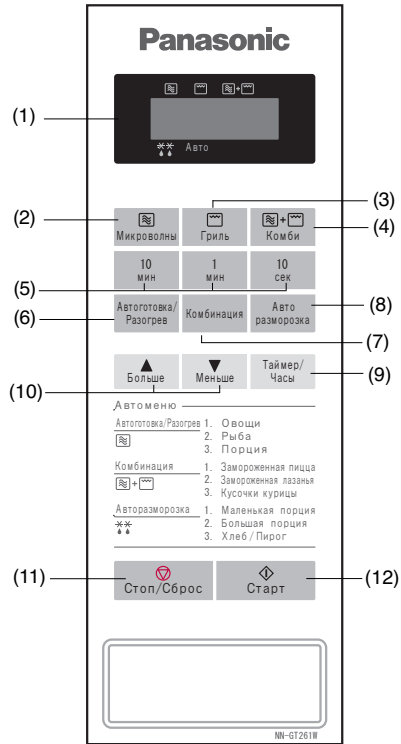 Panasonic
(1)
Авто
(3)
(2)
(4)
Микроволны Гриль Комби
10 мин
1 мин
10 сек
(5)
(6)
(8)
Автоготовка/
Разогрев
Комбинация
Авто
разморозка
(7)
Больше
Меньше
Таймер/
Часы
(9)
(10)
Автоменю
Автоготовка/Разогрев 1. Овощи
2. Рыба
3. Порция
Комбинация 1. Замороженная пицца
2. Замороженная лазанья
3. Кусочки курицы
Авторазморозка 1. Маленькая порция
2. Большая порция
3. Хлеб/Пирог
(11)
(12)
Стоп/Сброс
Старт
NN-GT261W